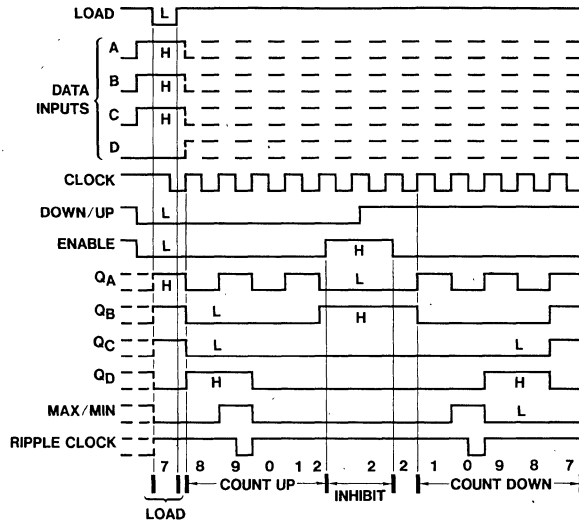 LOAD L
A H
B H
DATA INPUTS
C H
D
CLOCK
DOWN/UP L
ENABLE L H
QA H L
QB L H
QC L L
QD H H
MAX/MIN L
RIPPLE CLOCK
7 8 9 0 1 2 2 2 1 0 9 8 7
COUNT UP INHIBIT COUNT DOWN
LOAD